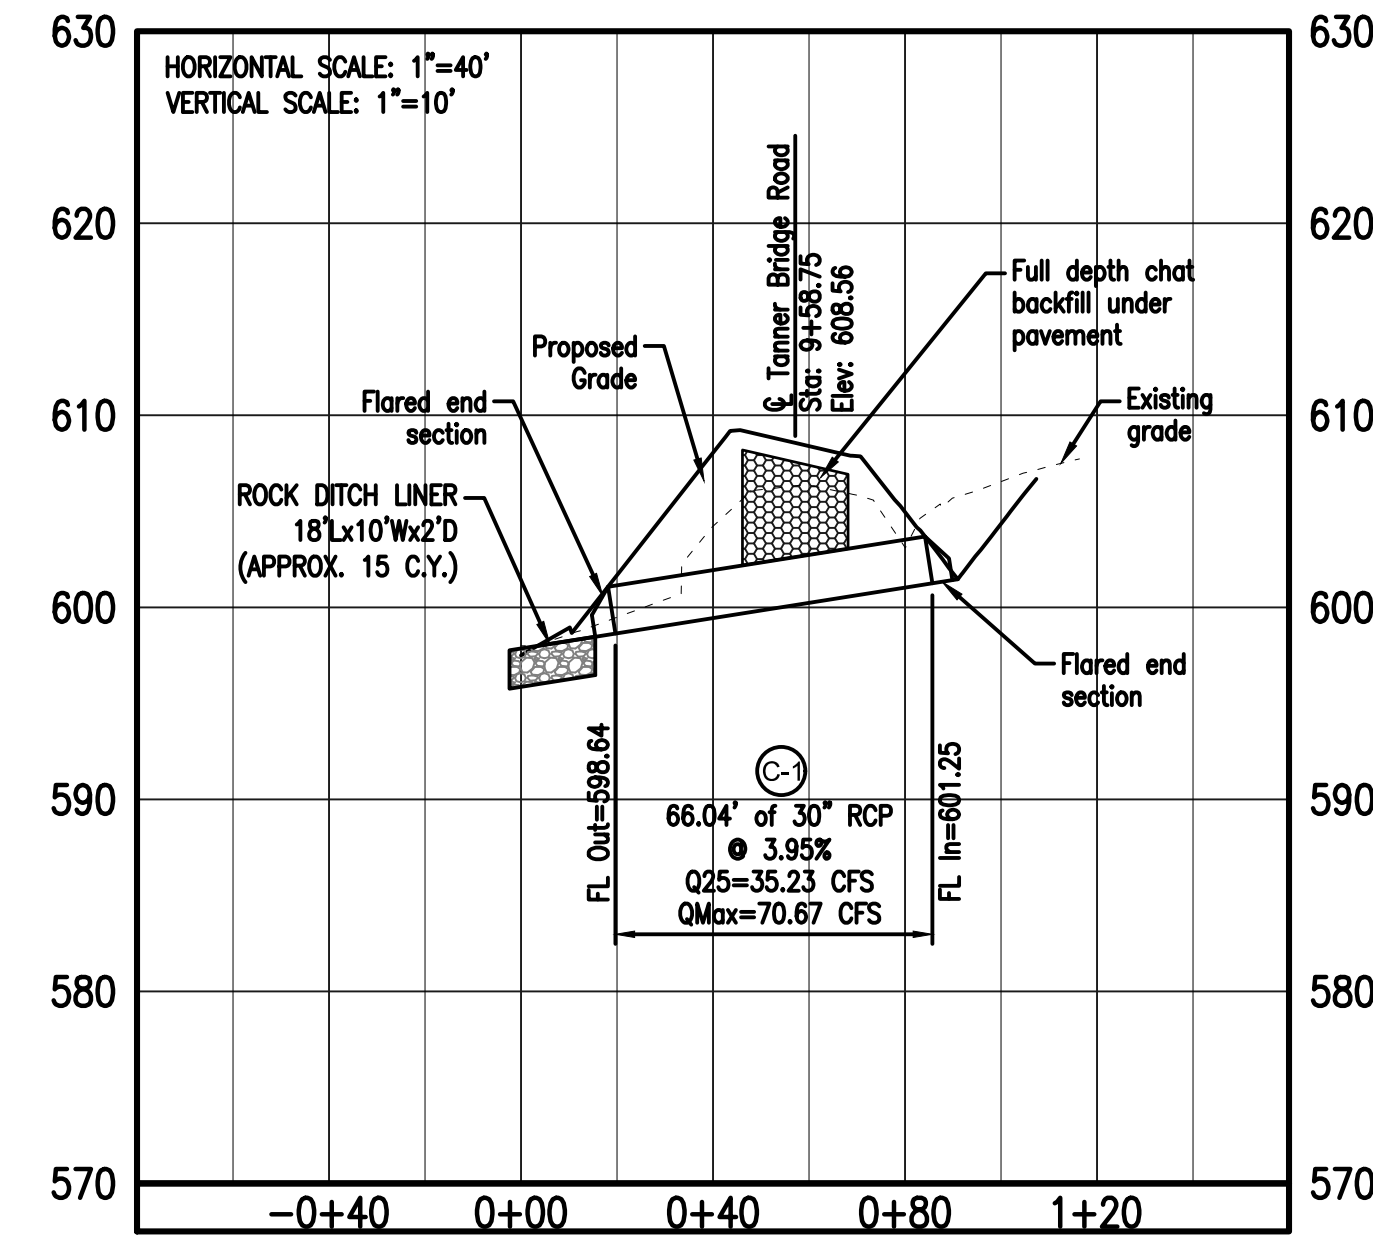 630
630
HORIZONTAL SCALE: 1"=40'
VERTICAL SCALE: 1"=10'
620
620
℄ Tanner Bridge Road
Sta: 9+58.75
Elev: 608.56
Full depth chat
backfill under
pavement
Proposed
Grade
Flared end
section
Existing
grade
610
610
ROCK DITCH LINER
18'Lx10'Wx2'D
(APPROX. 15 C.Y.)
600
600
Flared end
section
FL Out=598.64
FL In=601.25
C-1
590
590
66.04' of 30" RCP
@ 3.95%
Q25=35.23 CFS
QMax=70.67 CFS
580
580
570
570
-0+40 0+00 0+40 0+80 1+20